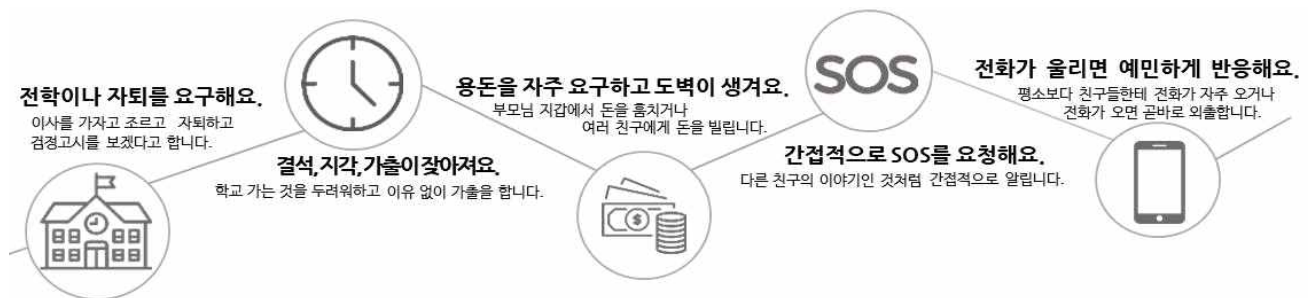 전학이나 자퇴를 요구해요.
이사를 가자고 조르고 자퇴하고
검정고시를 보겠다고 합니다.
결석,지각,가출이잦아져요.
학교 가는 것을 두려워하고 이유 없이 가출을 합니다.
용돈을 자주 요구하고 도벽이 생겨요.
부모님 지갑에서 돈을 훔치거나
여러 친구에게 돈을 빌립니다.
SOS
간접적으로 SOS를 요청해요.
다른 친구의 이야기인 것처럼 간접적으로 알립니다.
전화가 울리면 예민하게 반응해요.
평소보다 친구들한테 전화가 자주 오거나
전화가 오면 곧바로 외출합니다.